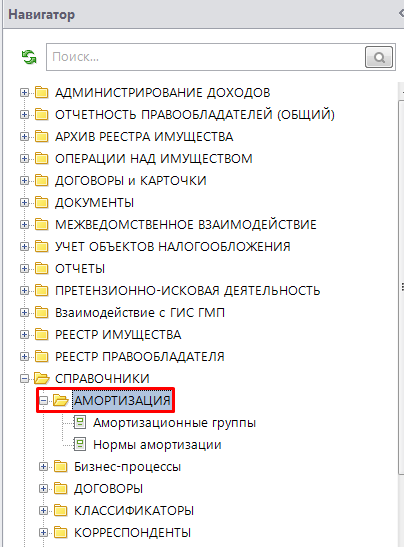 Навигатор
Поиск...
АДМИНИСТРИРОВАНИЕ ДОХОДОВ
ОТЧЕТНОСТЬ ПРАВООБЛАДАТЕЛЕЙ (ОБЩИЙ)
АРХИВ РЕЕСТРА ИМУЩЕСТВА
ОПЕРАЦИИ НАД ИМУЩЕСТВОМ
ДОГОВОРЫ и КАРТОЧКИ
ДОКУМЕНТЫ
МЕЖВЕДОМСТВЕННОЕ ВЗАИМОДЕЙСТВИЕ
УЧЕТ ОБЪЕКТОВ НАЛОГООБЛОЖЕНИЯ
ОТЧЕТЫ
ПРЕТЕНЗИОННО-ИСКОВАЯ ДЕЯТЕЛЬНОСТЬ
Взаимодействие с ГИС ГМП
РЕЕСТР ИМУЩЕСТВА
РЕЕСТР ПРАВООБЛАДАТЕЛЯ
СПРАВОЧНИКИ
АМОРТИЗАЦИЯ
Амортизационные группы
Нормы амортизации
Бизнес-процессы
ДОГОВОРЫ
КЛАССИФИКАТОРЫ
КОРРЕСПОНДЕНТЫ